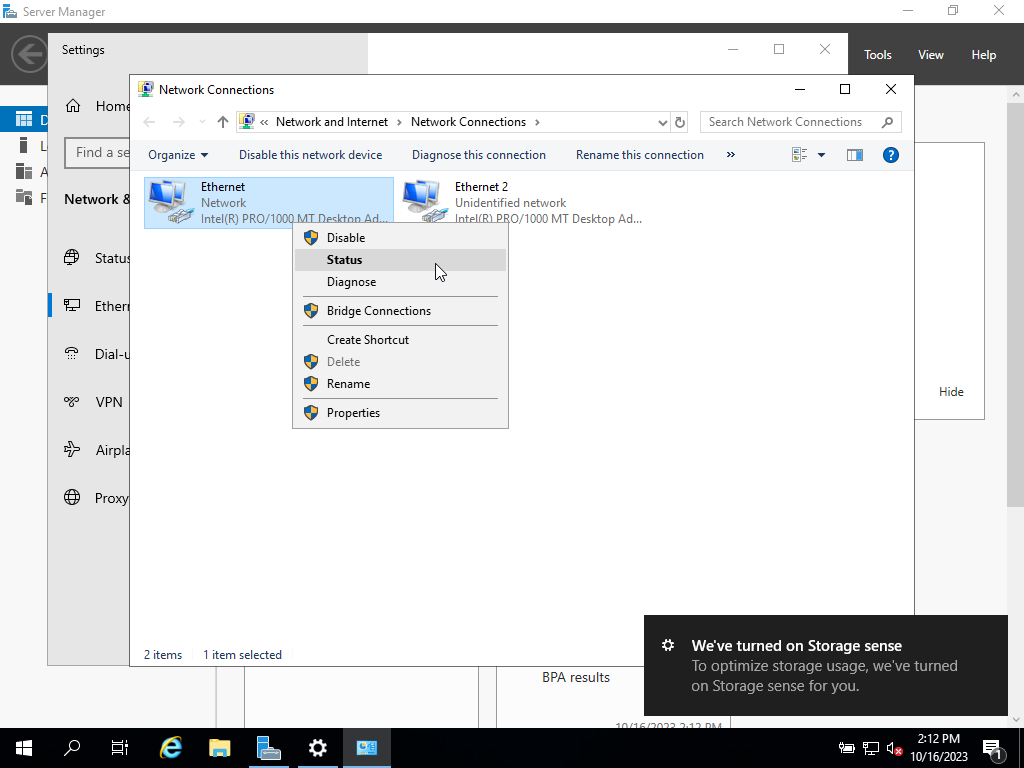 Server Manager
Settings
Tools
View
Help
Network Connections
Home
Network and Internet
Network Connections
Search Network Connections
Find a se
Organize
Disable this network device
Diagnose this connection
Rename this connection
»
Network &
Ethernet
Network
Intel(R) PRO/1000 MT Desktop Ad...
Ethernet 2
Unidentified network
Intel(R) PRO/1000 MT Desktop Ad...
Disable
Status
Diagnose
Bridge Connections
Create Shortcut
Delete
Rename
Properties
Status
Ethern
Dial-u
VPN
Airpla
Proxy
Hide
2 items
1 item selected
We've turned on Storage sense
To optimize storage usage, we've turned
on Storage sense for you.
BPA results
10/16/2023 2:12 PM
2:12 PM
10/16/2023
1